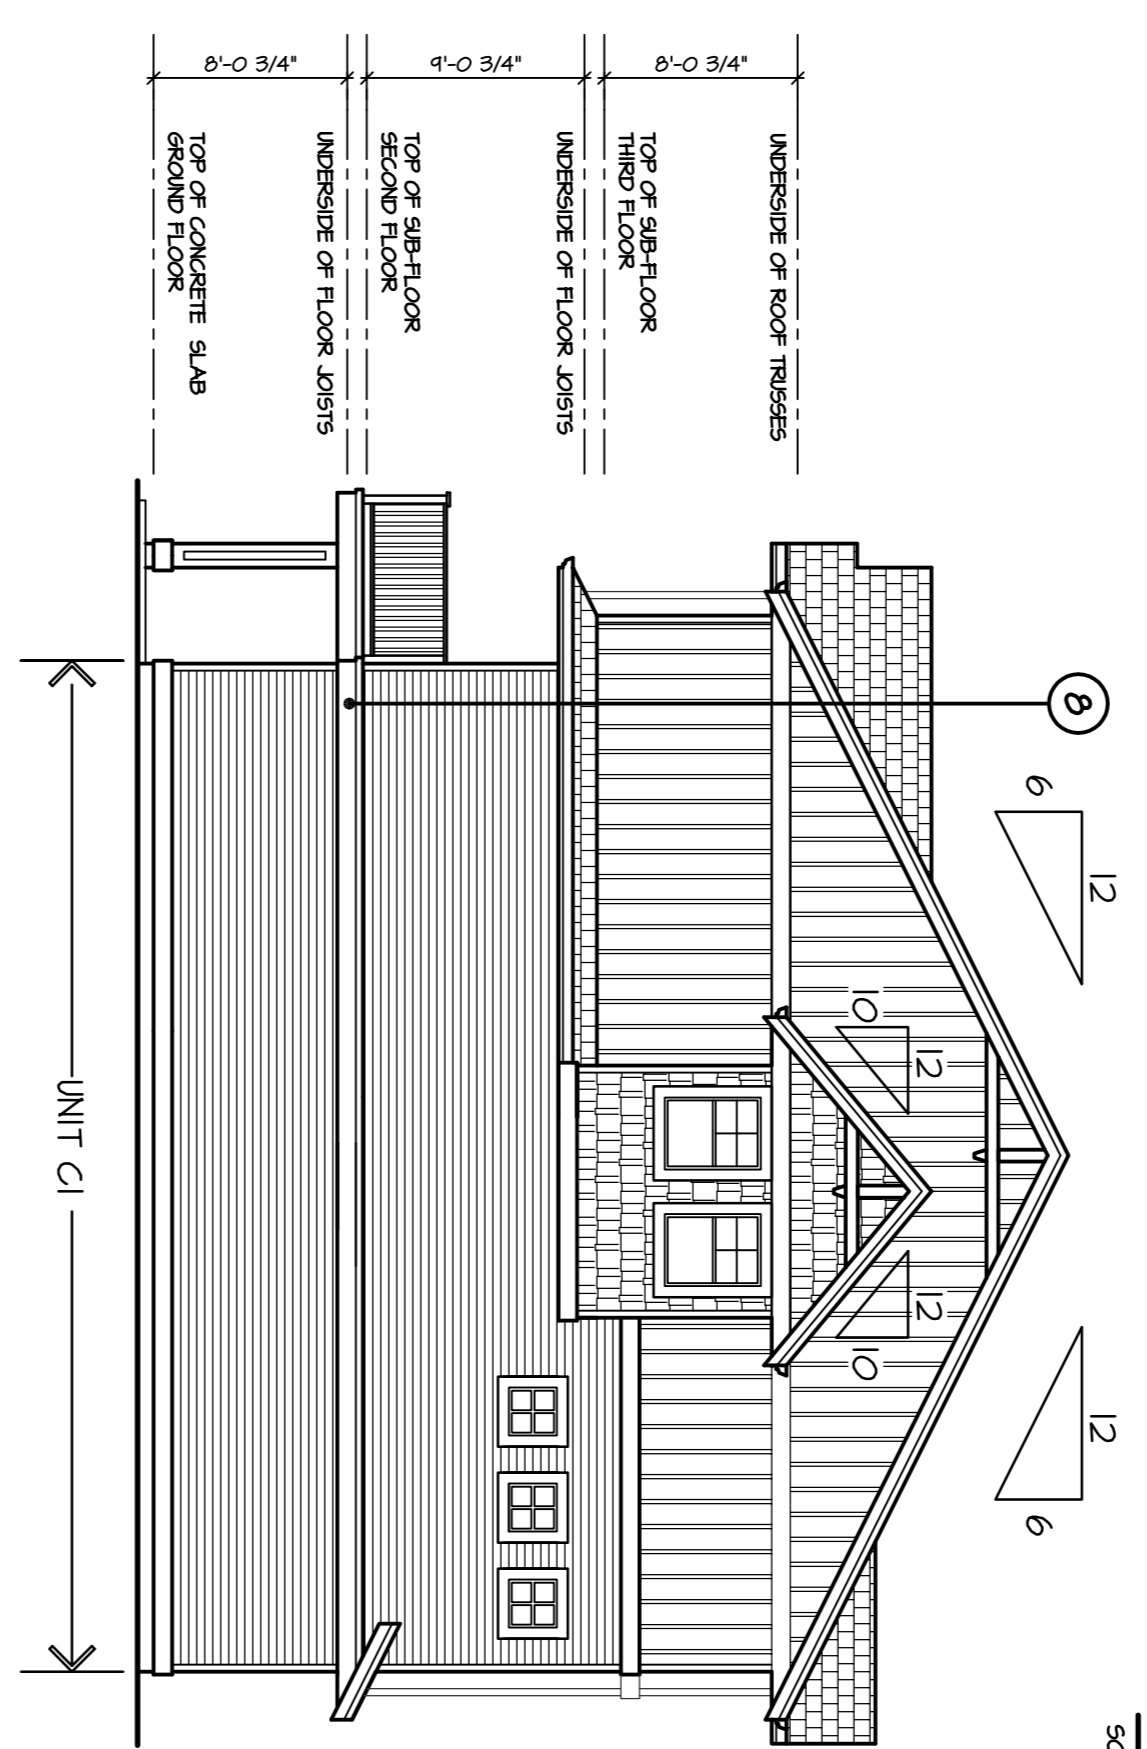 8
6
12
12
6
10
12
12
10
UNDERSIDE OF ROOF TRUSSES
8'-0 3/4"
TOP OF SUB-FLOOR
THIRD FLOOR
UNDERSIDE OF FLOOR JOISTS
9'-0 3/4"
TOP OF SUB-FLOOR
SECOND FLOOR
UNDERSIDE OF FLOOR JOISTS
8'-0 3/4"
TOP OF CONCRETE SLAB
GROUND FLOOR
UNIT C1